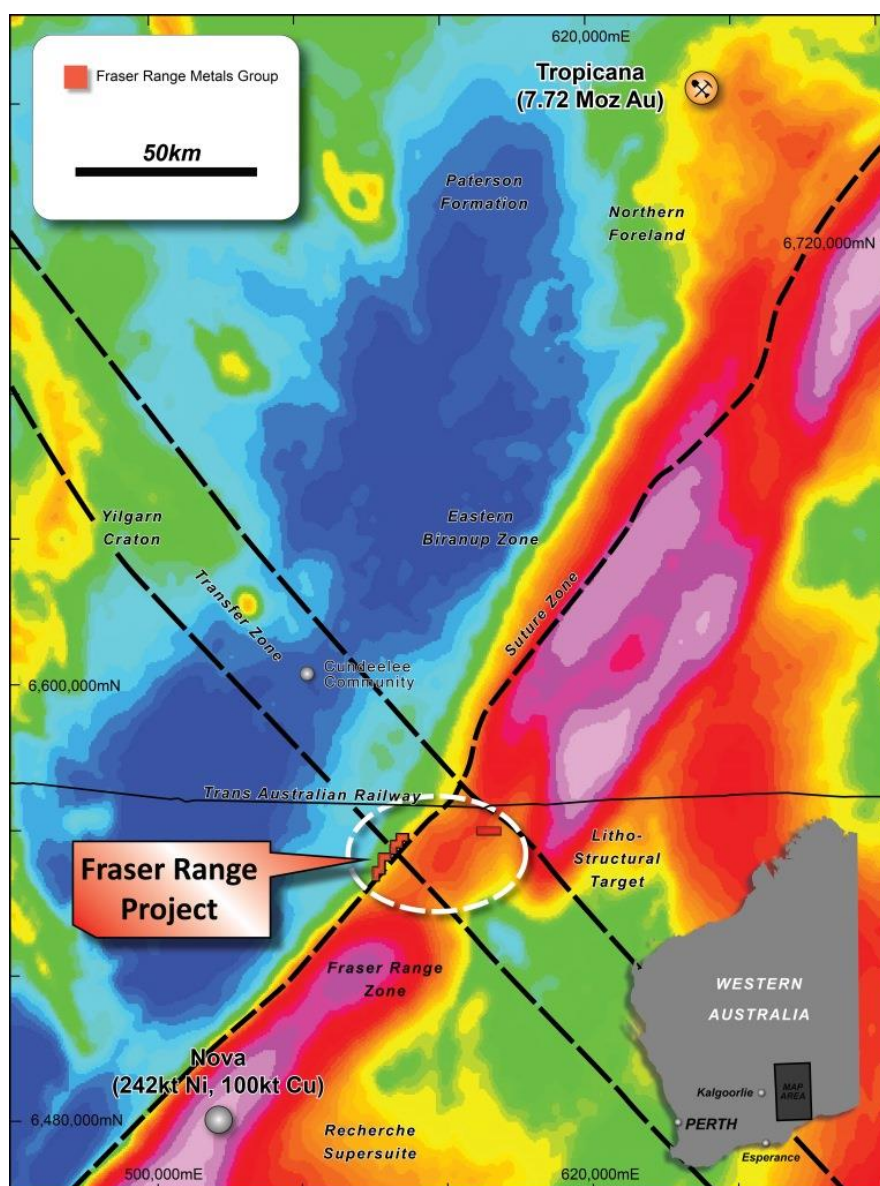 620,000mE
Fraser Range Metals Group
50km
Tropicana
(7.72 Moz Au)
Paterson
Formation
Northern
Foreland
6,720,000mN
Yilgarn
Craton
Eastern
Biranup Zone
Transfer Zone
Suture Zone
Cundeelee
Community
6,600,000mN
Trans Australian Railway
Litho-
Structural
Target
Fraser Range
Project
Fraser Range
Zone
WESTERN
AUSTRALIA
Nova
(242kt Ni, 100kt Cu)
Kalgoorlie
MAP
AREA
6,480,000mN
PERTH
Recherche
Supersuite
Esperance
500,000mE
620,000mE